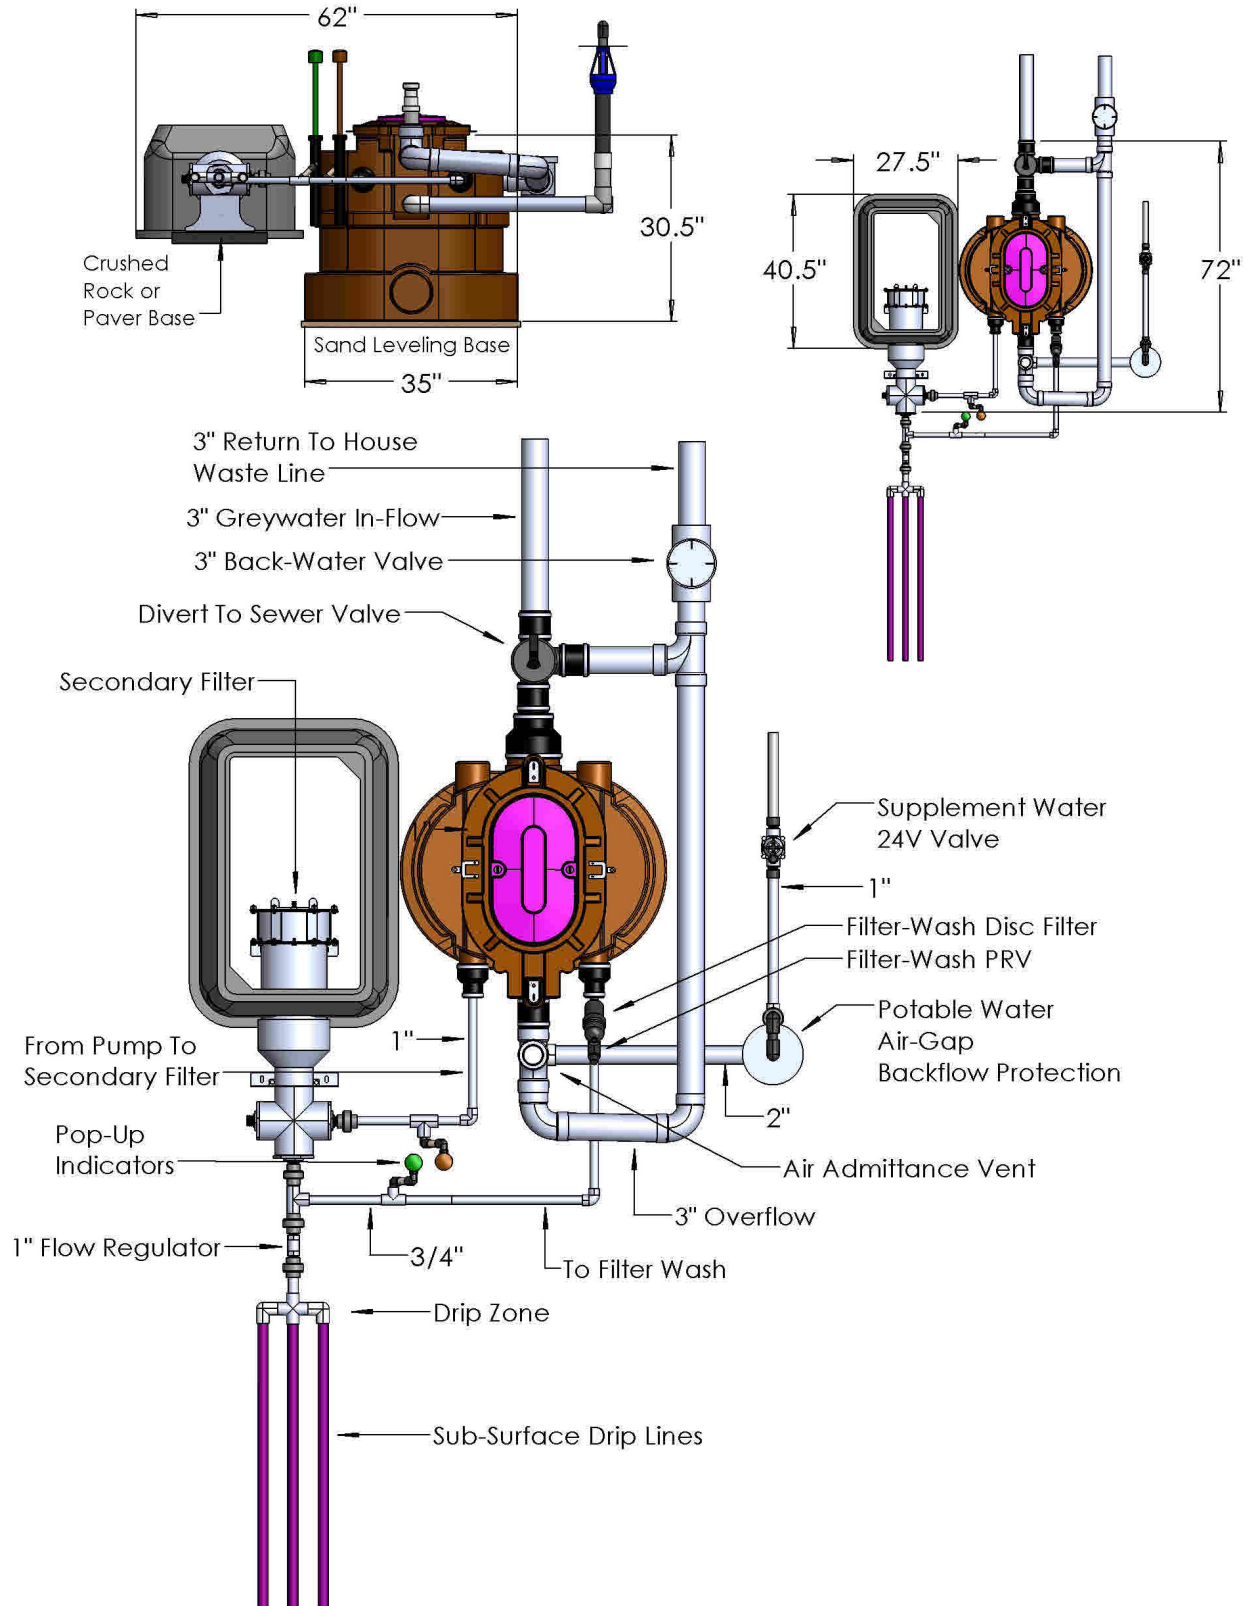 62"
30.5"
Crushed
Rock or
Paver Base
Sand Leveling Base
35"
27.5"
40.5"
72"
3" Return To House
Waste Line
3" Greywater In-Flow
3" Back-Water Valve
Divert To Sewer Valve
Secondary Filter
Supplement Water
24V Valve
1"
Filter-Wash Disc Filter
Filter-Wash PRV
Potable Water
Air-Gap
Backflow Protection
1"
From Pump To
Secondary Filter
2"
Pop-Up
Indicators
Air Admittance Vent
3" Overflow
1" Flow Regulator
3/4"
To Filter Wash
Drip Zone
Sub-Surface Drip Lines